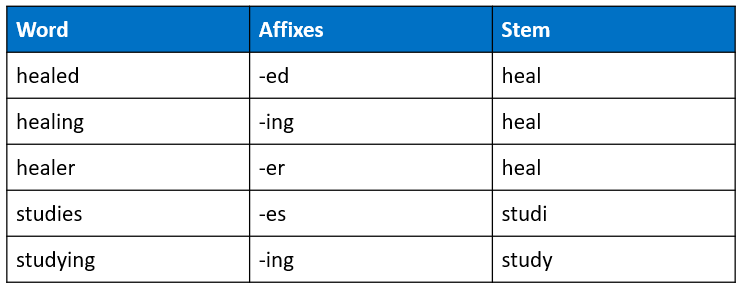 Word Affixes Stem
healed -ed heal
healing -ing heal
healer -er heal
studies -es studi
studying -ing study